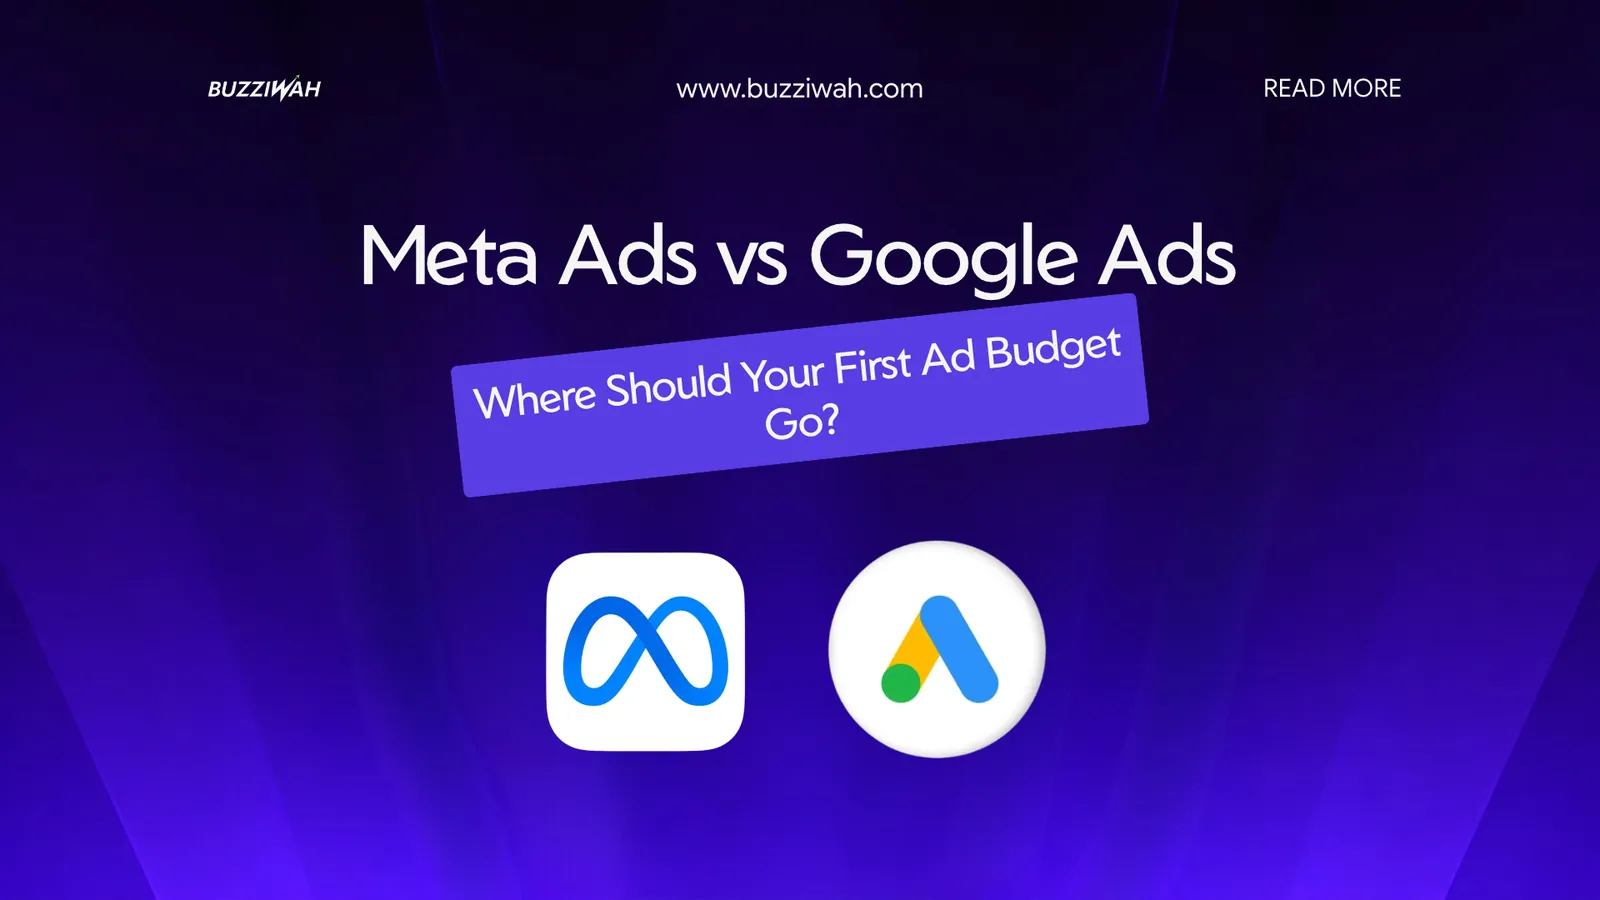 BUZZIWAH
www.buzziwah.com
READ MORE
Meta Ads vs Google Ads
Where Should Your First Ad Budget
Go?